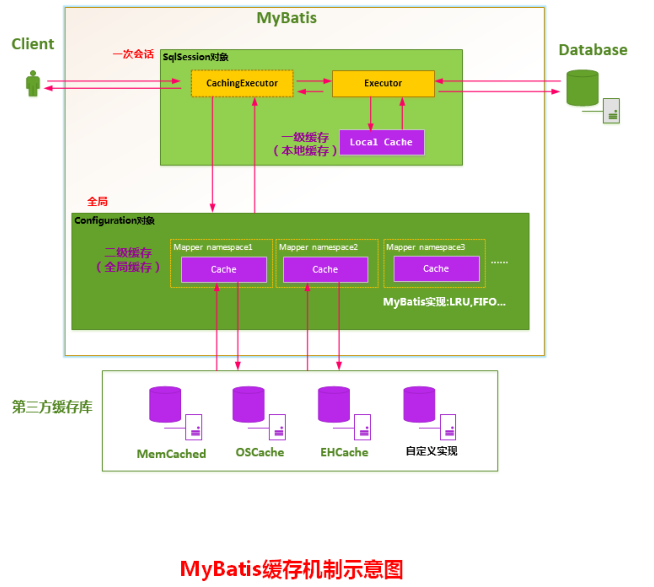 MyBatis
Client
一次会话
SqlSession对象
Database
CachingExecutor
Executor
一级缓存
（本地缓存）
Local Cache
全局
Configuration对象
二级缓存
（全局缓存）
Mapper namespace1
Mapper namespace2
Mapper namespace3
Cache
Cache
Cache
......
MyBatis实现:LRU,FIFO...
第三方缓存库
MemCached
OSCache
EHCache
自定义实现
MyBatis缓存机制示意图